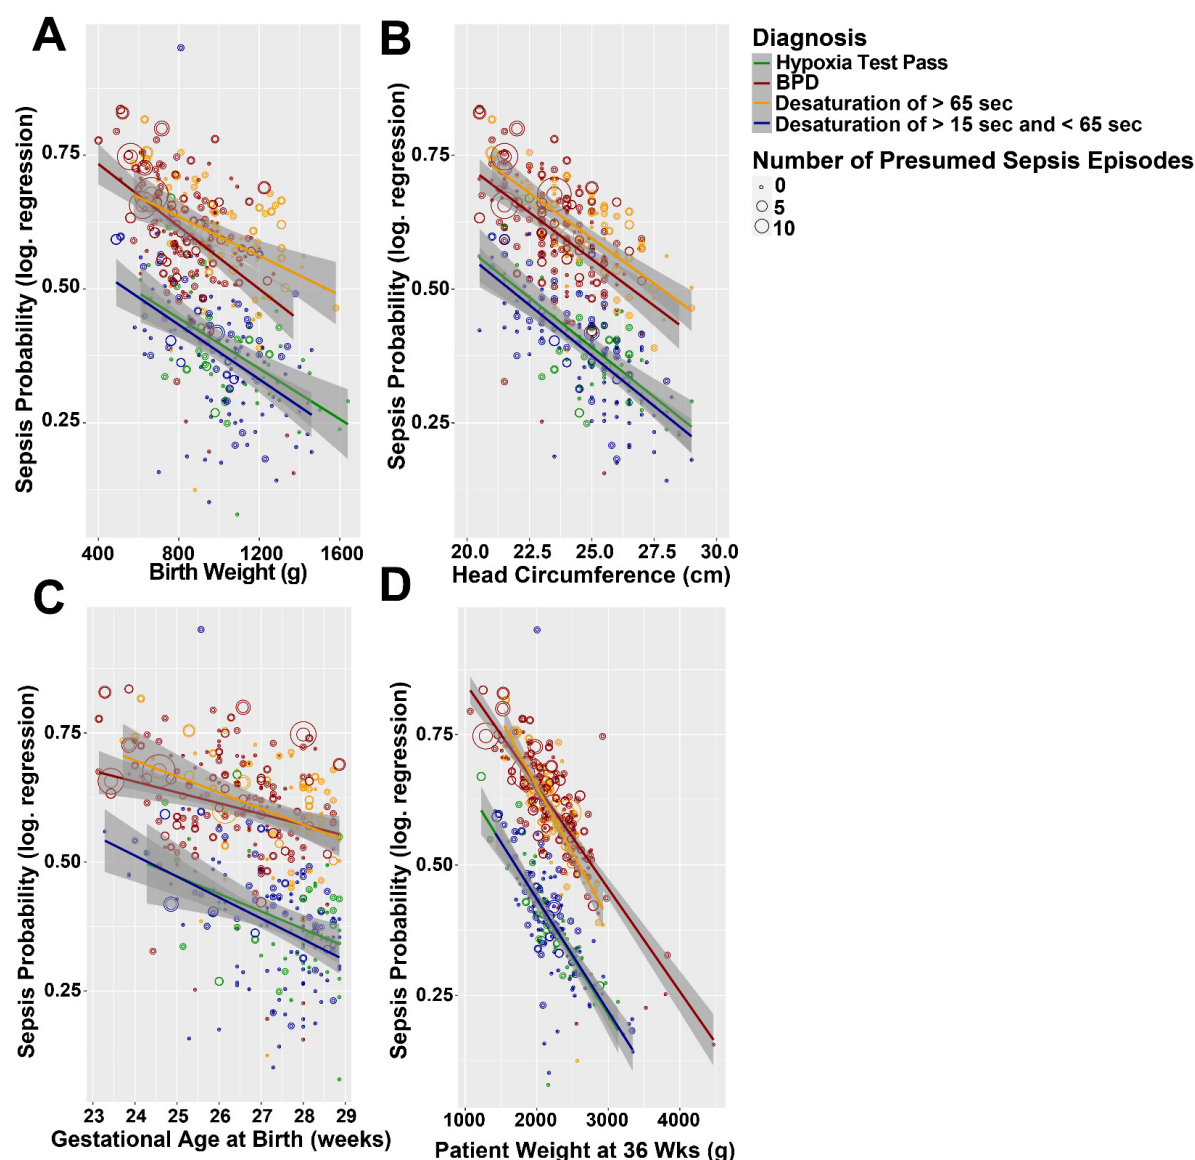 A
B
Diagnosis
Hypoxia Test Pass
BPD
Desaturation of > 65 sec
Desaturation of > 15 sec and < 65 sec
Number of Presumed Sepsis Episodes
0
5
10
Sepsis Probability (log. regression)
0.75
0.50
0.25
400 800 1200 1600
Birth Weight (g)
Sepsis Probability (log. regression)
0.75
0.50
0.25
20.0 22.5 25.0 27.5 30.0
Head Circumference (cm)
C
D
Sepsis Probability (log. regression)
0.75
0.50
0.25
23 24 25 26 27 28 29
Gestational Age at Birth (weeks)
Sepsis Probability (log. regression)
0.75
0.50
0.25
1000 2000 3000 4000
Patient Weight at 36 Wks (g)